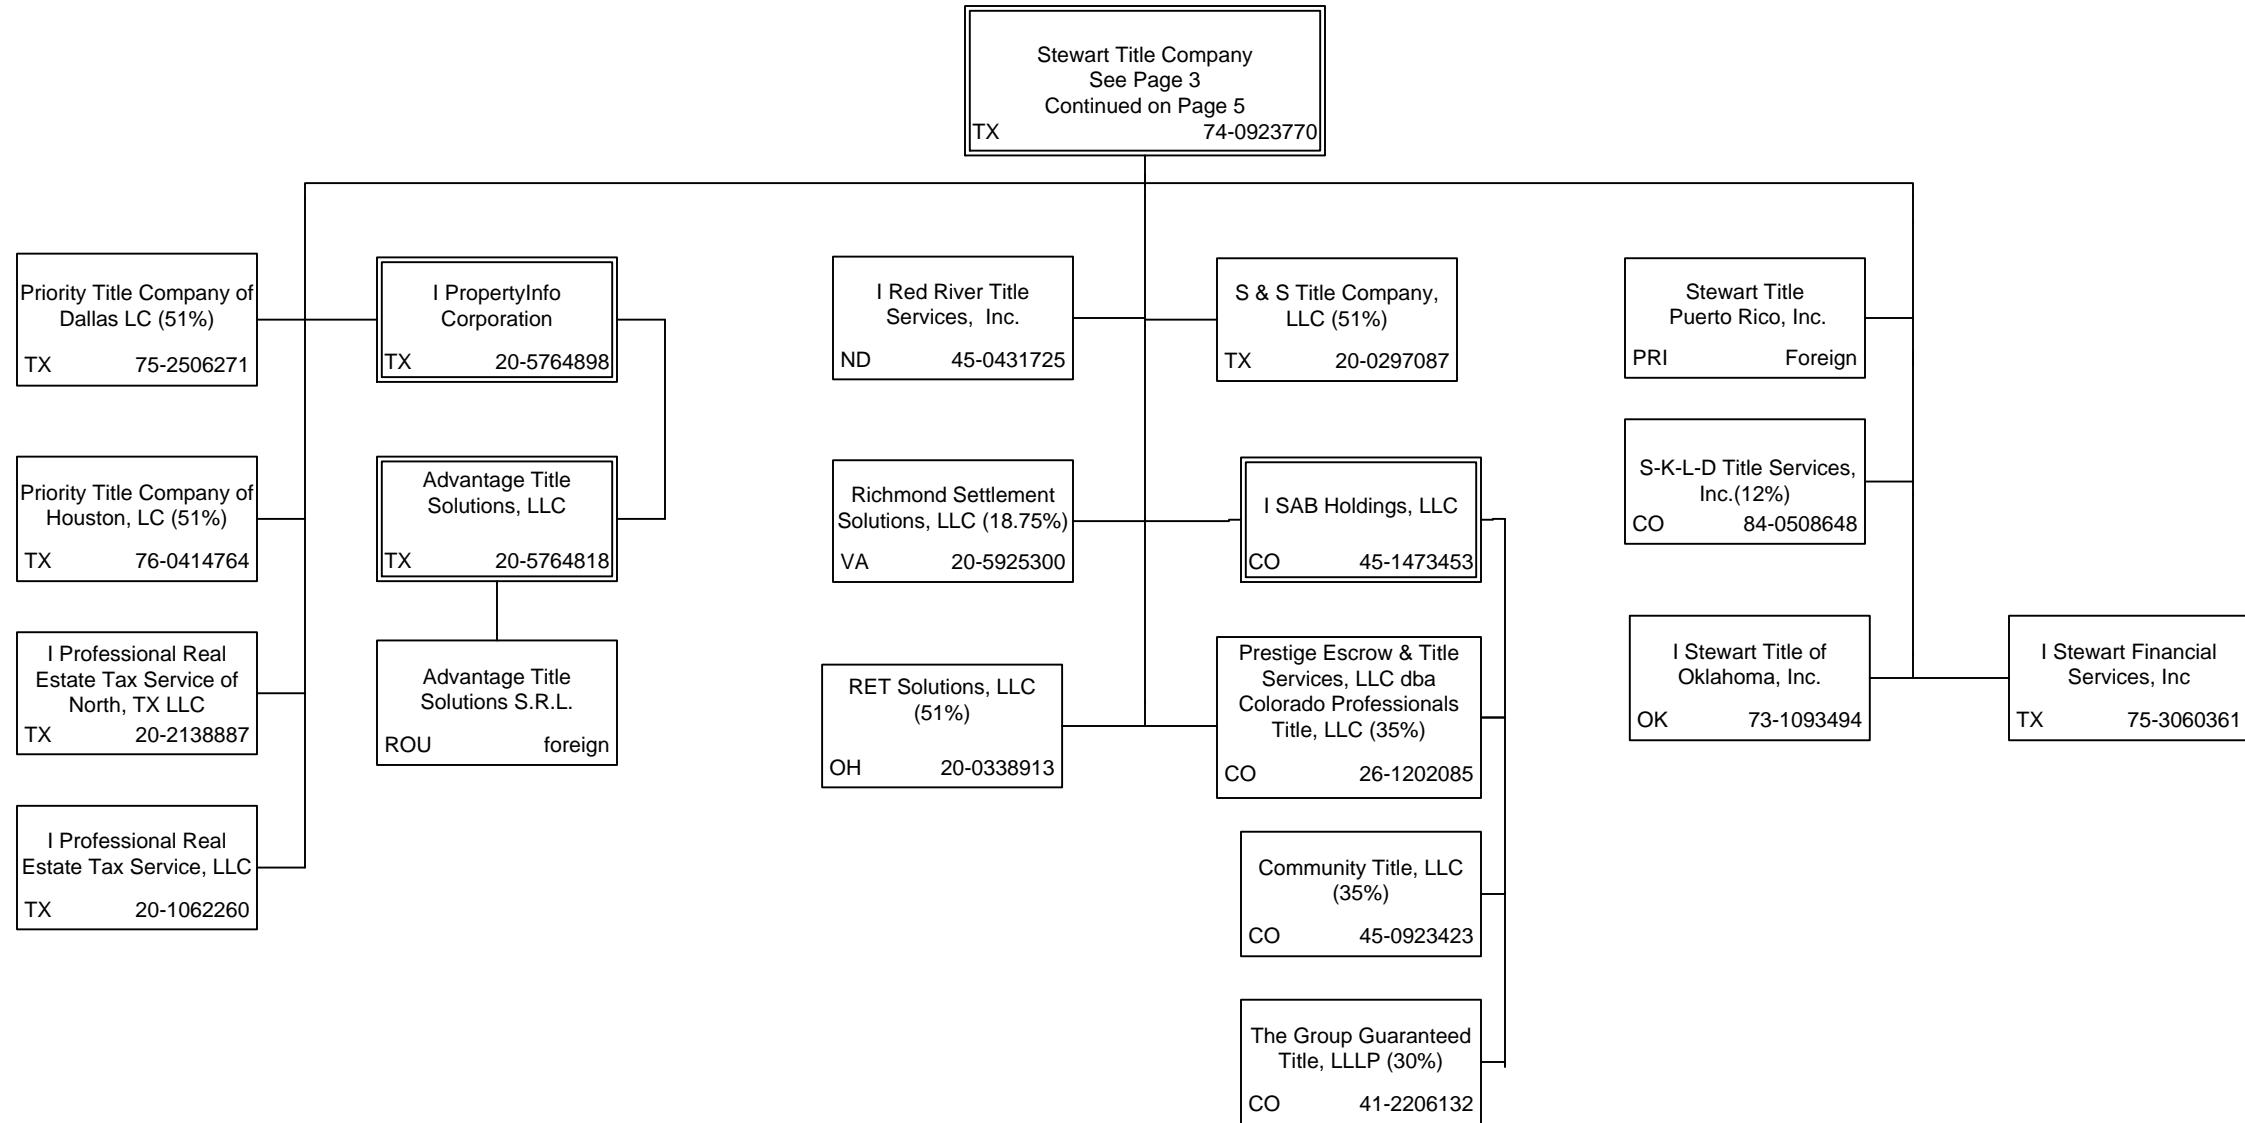 Stewart Title Company
See Page 3
Continued on Page 5
TX 74-0923770
Priority Title Company of
Dallas LC (51%)
TX 75-2506271
I PropertyInfo
Corporation
TX 20-5764898
I Red River Title
Services, Inc.
ND 45-0431725
S & S Title Company,
LLC (51%)
TX 20-0297087
Stewart Title
Puerto Rico, Inc.
PRI Foreign
Priority Title Company of
Houston, LC (51%)
TX 76-0414764
Advantage Title
Solutions, LLC
TX 20-5764818
Richmond Settlement
Solutions, LLC (18.75%)
VA 20-5925300
I SAB Holdings, LLC
CO 45-1473453
S-K-L-D Title Services,
Inc.(12%)
CO 84-0508648
I Professional Real
Estate Tax Service of
North, TX LLC
TX 20-2138887
Advantage Title
Solutions S.R.L.
ROU foreign
RET Solutions, LLC
(51%)
OH 20-0338913
Prestige Escrow & Title
Services, LLC dba
Colorado Professionals
Title, LLC (35%)
CO 26-1202085
I Stewart Title of
Oklahoma, Inc.
OK 73-1093494
I Stewart Financial
Services, Inc
TX 75-3060361
I Professional Real
Estate Tax Service, LLC
TX 20-1062260
Community Title, LLC
(35%)
CO 45-0923423
The Group Guaranteed
Title, LLLP (30%)
CO 41-2206132